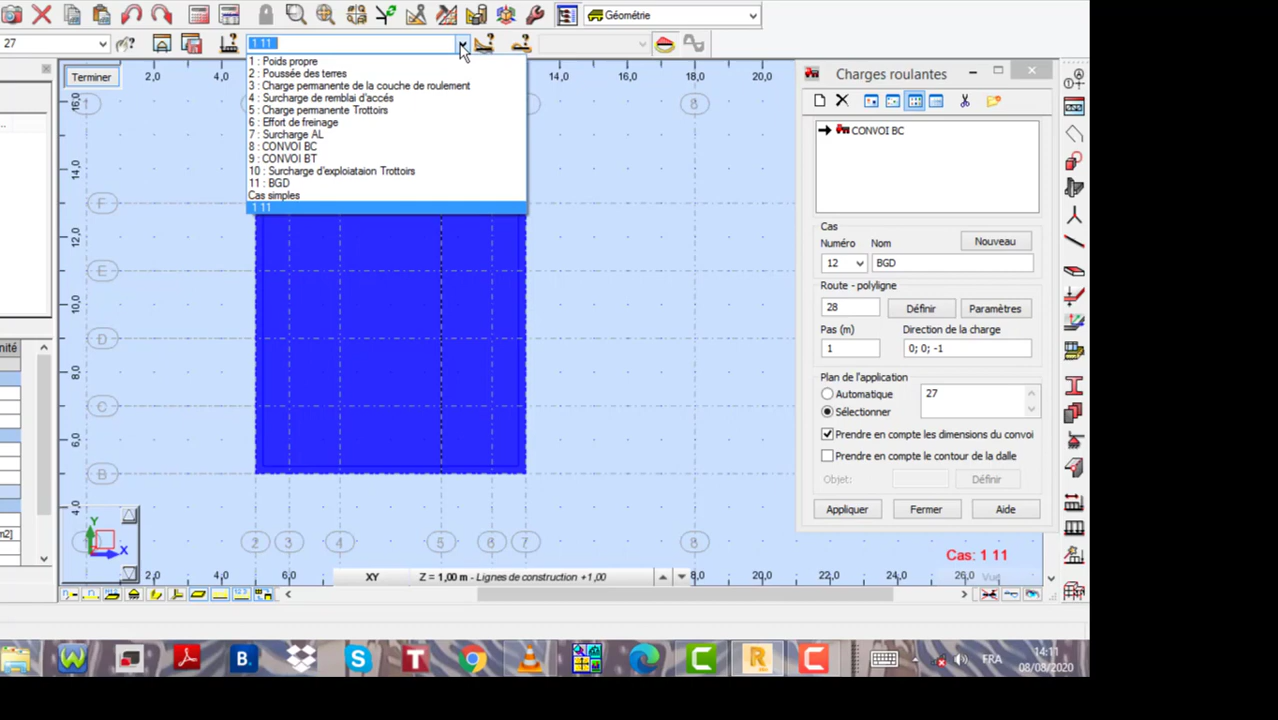 Géométrie
27
1 11
Terminer
2,0
4,0
14,0
16,0
18,0
20,0
1 : Poids propre
2 : Poussée des terres
3 : Charge permanente de la couche de roulement
4 : Surcharge de remblai d'accés
5 : Charge permanente Trottoirs
6 : Effort de freinage
7 : Surcharge AL
8 : CONVOI BC
9 : CONVOI BT
10 : Surcharge d'exploiataion Trottoirs
11 : BGD
Cas simples
1 11
Charges roulantes
CONVOI BC
Cas
Numéro
Nom
Nouveau
12
BGD
Route - polyligne
28
Définir
Paramètres
Pas (m)
Direction de la charge
1
0; 0; -1
Plan de l'application
Automatique
27
Sélectionner
Prendre en compte les dimensions du convoi
Prendre en compte le contour de la dalle
Objet:
Définir
Appliquer
Fermer
Aide
16,0
14,0
12,0
10,0
8,0
6,0
4,0
8
F
E
D
C
B
nité
m2]
Y
X
2
3
4
5
6
7
8
Cas: 1 11
Vue
2,0
6,0
XY
Z = 1,00 m - Lignes de construction +1,00
8,0
20,0
22,0
24,0
26,0
FRA
14:11
08/08/2020